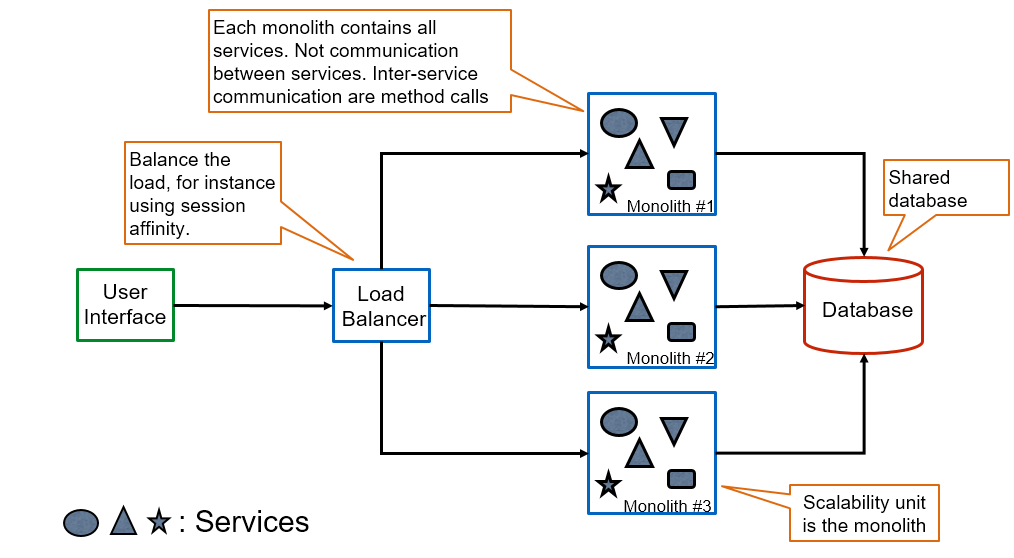 Each monolith contains all
services. Not communication
between services. Inter-service
communication are method calls
Balance the
load, for instance
using session
affinity.
Shared
database
User
Interface
Load
Balancer
Monolith #1
Monolith #2
Monolith #3
Database
Scalability unit
is the monolith
: Services